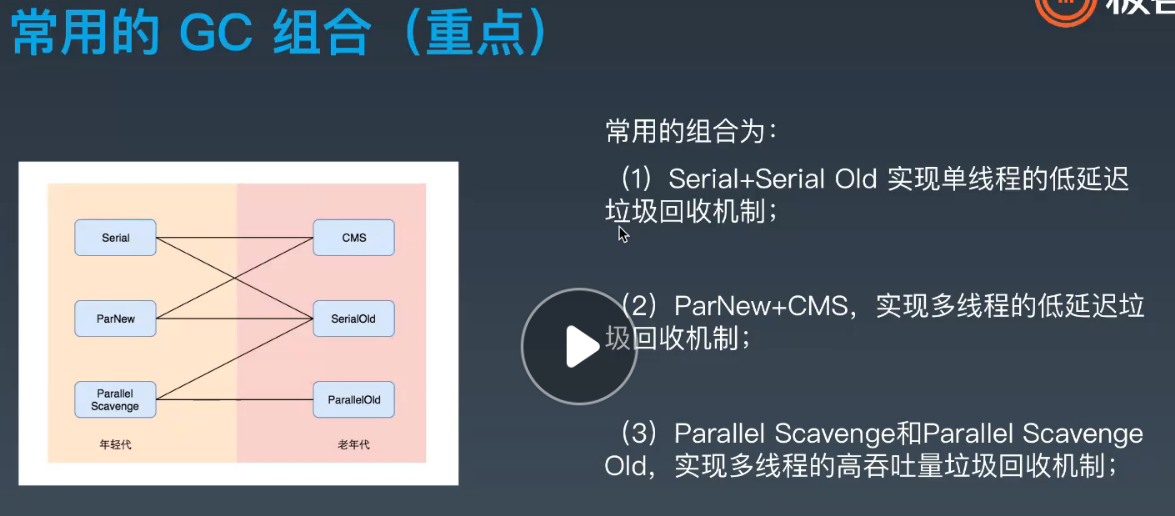 常用的 GC 组合（重点）
常用的组合为：
（1）Serial+Serial Old 实现单线程的低延迟
垃圾回收机制；
（2）ParNew+CMS，实现多线程的低延迟垃
圾回收机制；
（3）Parallel Scavenge和Parallel Scavenge
Old，实现多线程的高吞吐量垃圾回收机制；
Serial
CMS
ParNew
SerialOld
Parallel
Scavenge
ParallelOld
年轻代
老年代